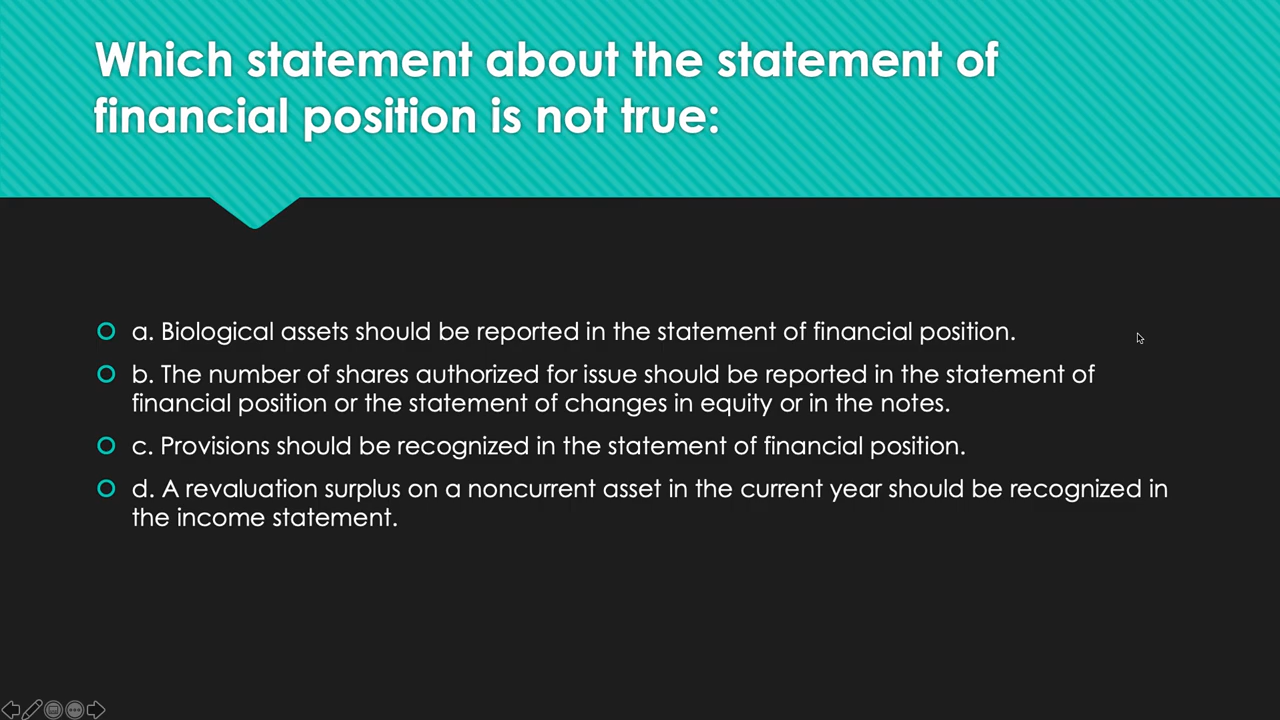 Which statement about the statement of
financial position is not true:
a. Biological assets should be reported in the statement of financial position.
b. The number of shares authorized for issue should be reported in the statement of
financial position or the statement of changes in equity or in the notes.
c. Provisions should be recognized in the statement of financial position.
d. A revaluation surplus on a noncurrent asset in the current year should be recognized in
the income statement.